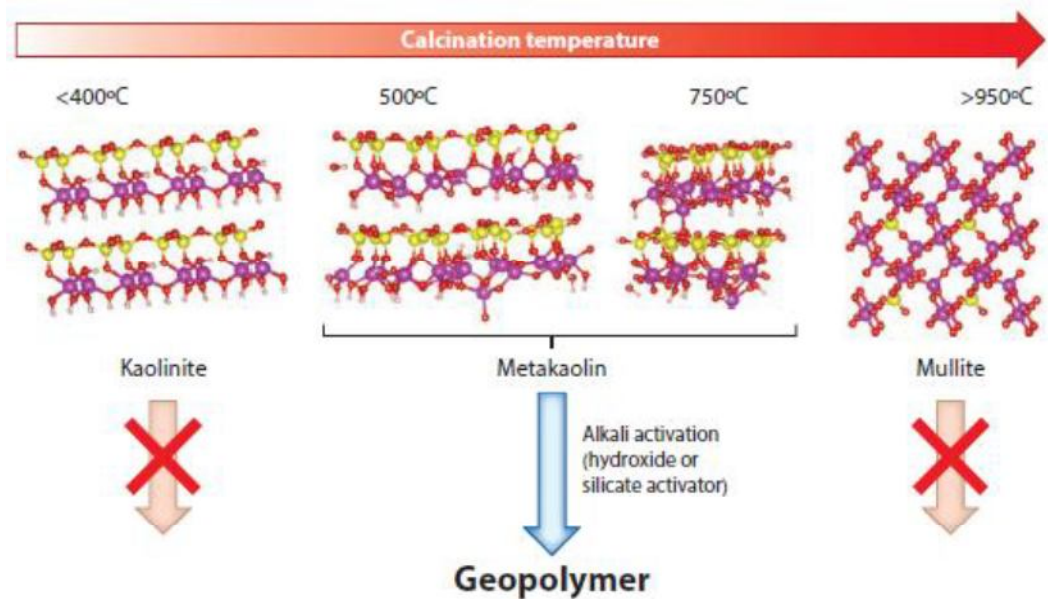 Calcination temperature
<400ºC
500ºC
750ºC
>950ºC
Kaolinite
Metakaolin
Mullite
Alkali activation
(hydroxide or
silicate activator)
Geopolymer